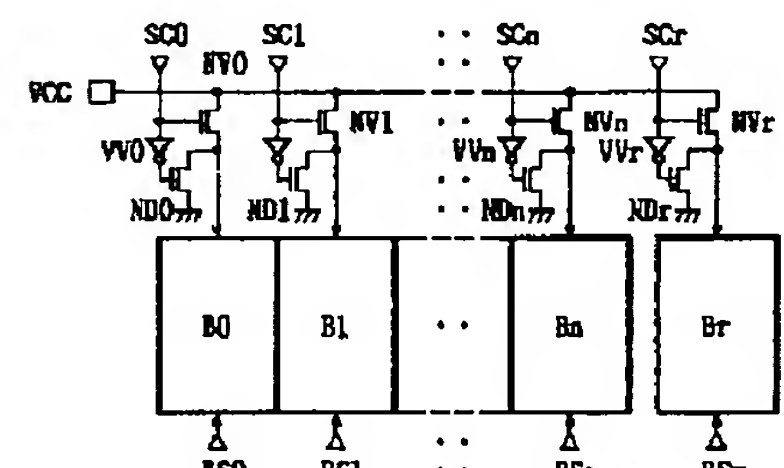 SC0 SC1 · · SCn SCr
NV0 · ·
VCC
NV1 NVn NVr
VV0 VVn VVr
ND0 ND1 · · NDn NDr
B0 B1 · · Bn Br